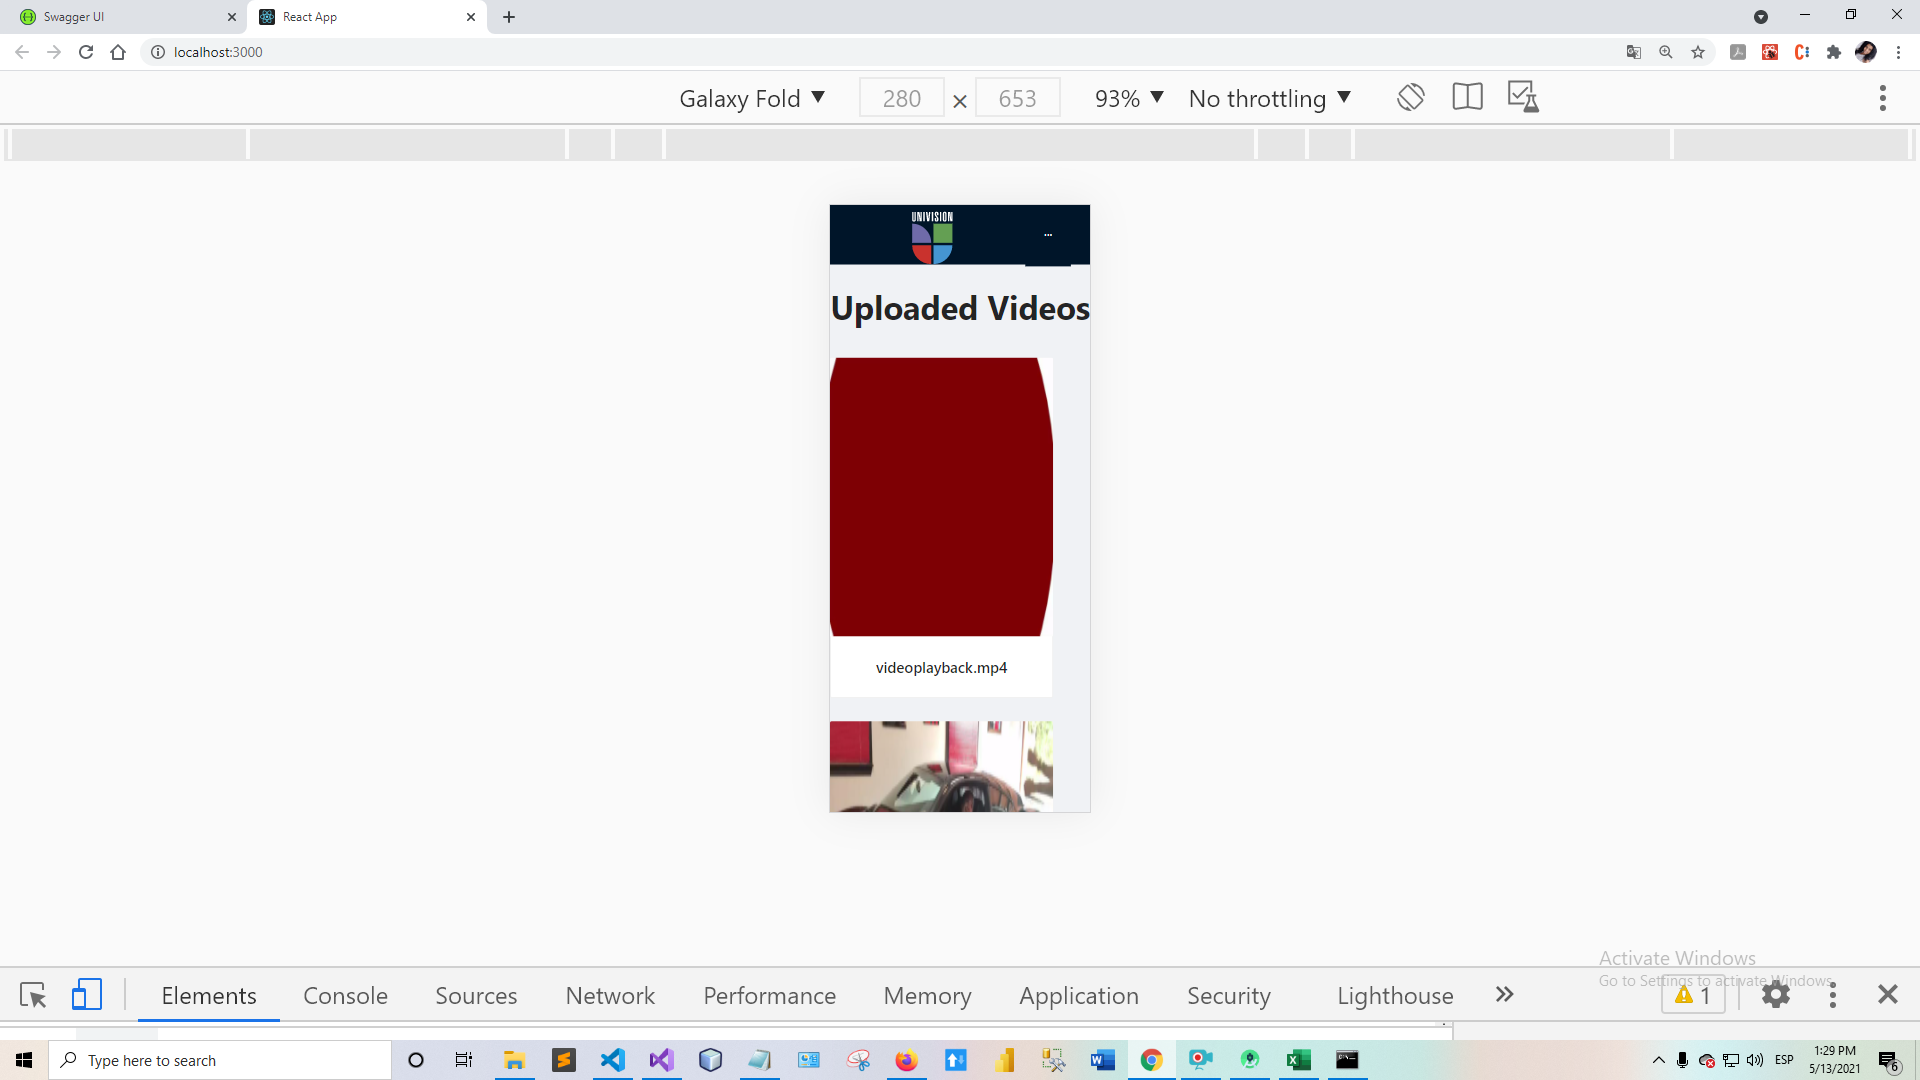 Swagger UI
React App
localhost:3000
Galaxy Fold
280 × 653
93%
No throttling
UNIVISION
...
Uploaded Videos
videoplayback.mp4
Activate Windows
Go to Settings to activate Windows.
Elements
Console
Sources
Network
Performance
Memory
Application
Security
Lighthouse
1
Type here to search
ESP
1:29 PM
5/13/2021
6